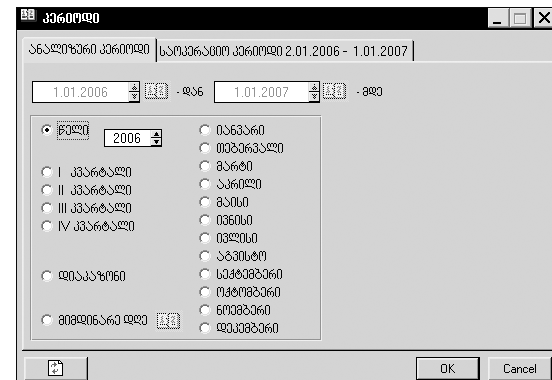 პერიოდი
ანალიზური პერიოდი საოპერაციო პერიოდი 2.01.2006 - 1.01.2007
1.01.2006 - დან 1.01.2007 - მდე
წელი 2006
I კვარტალი
II კვარტალი
III კვარტალი
IV კვარტალი
დიაპაზონი
მიმდინარე დღე
იანვარი
თებერვალი
მარტი
აპრილი
მაისი
ივნისი
ივლისი
აგვისტო
სექტემბერი
ოქტომბერი
ნოემბერი
დეკემბერი
OK Cancel